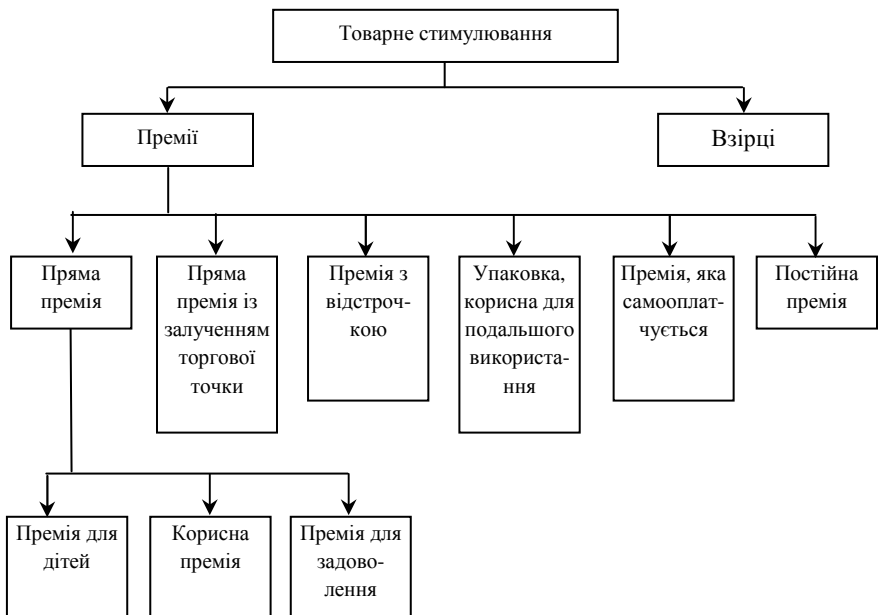 Товарне стимулювання
Премії
Взірці
Пряма
премія
Пряма
премія із
залученням
торгової
точки
Премія з
відстроч-
кою
Упаковка,
корисна для
подальшого
використа-
ння
Премія, яка
самооплат-
чується
Постійна
премія
Премія для
дітей
Корисна
премія
Премія для
задово-
лення